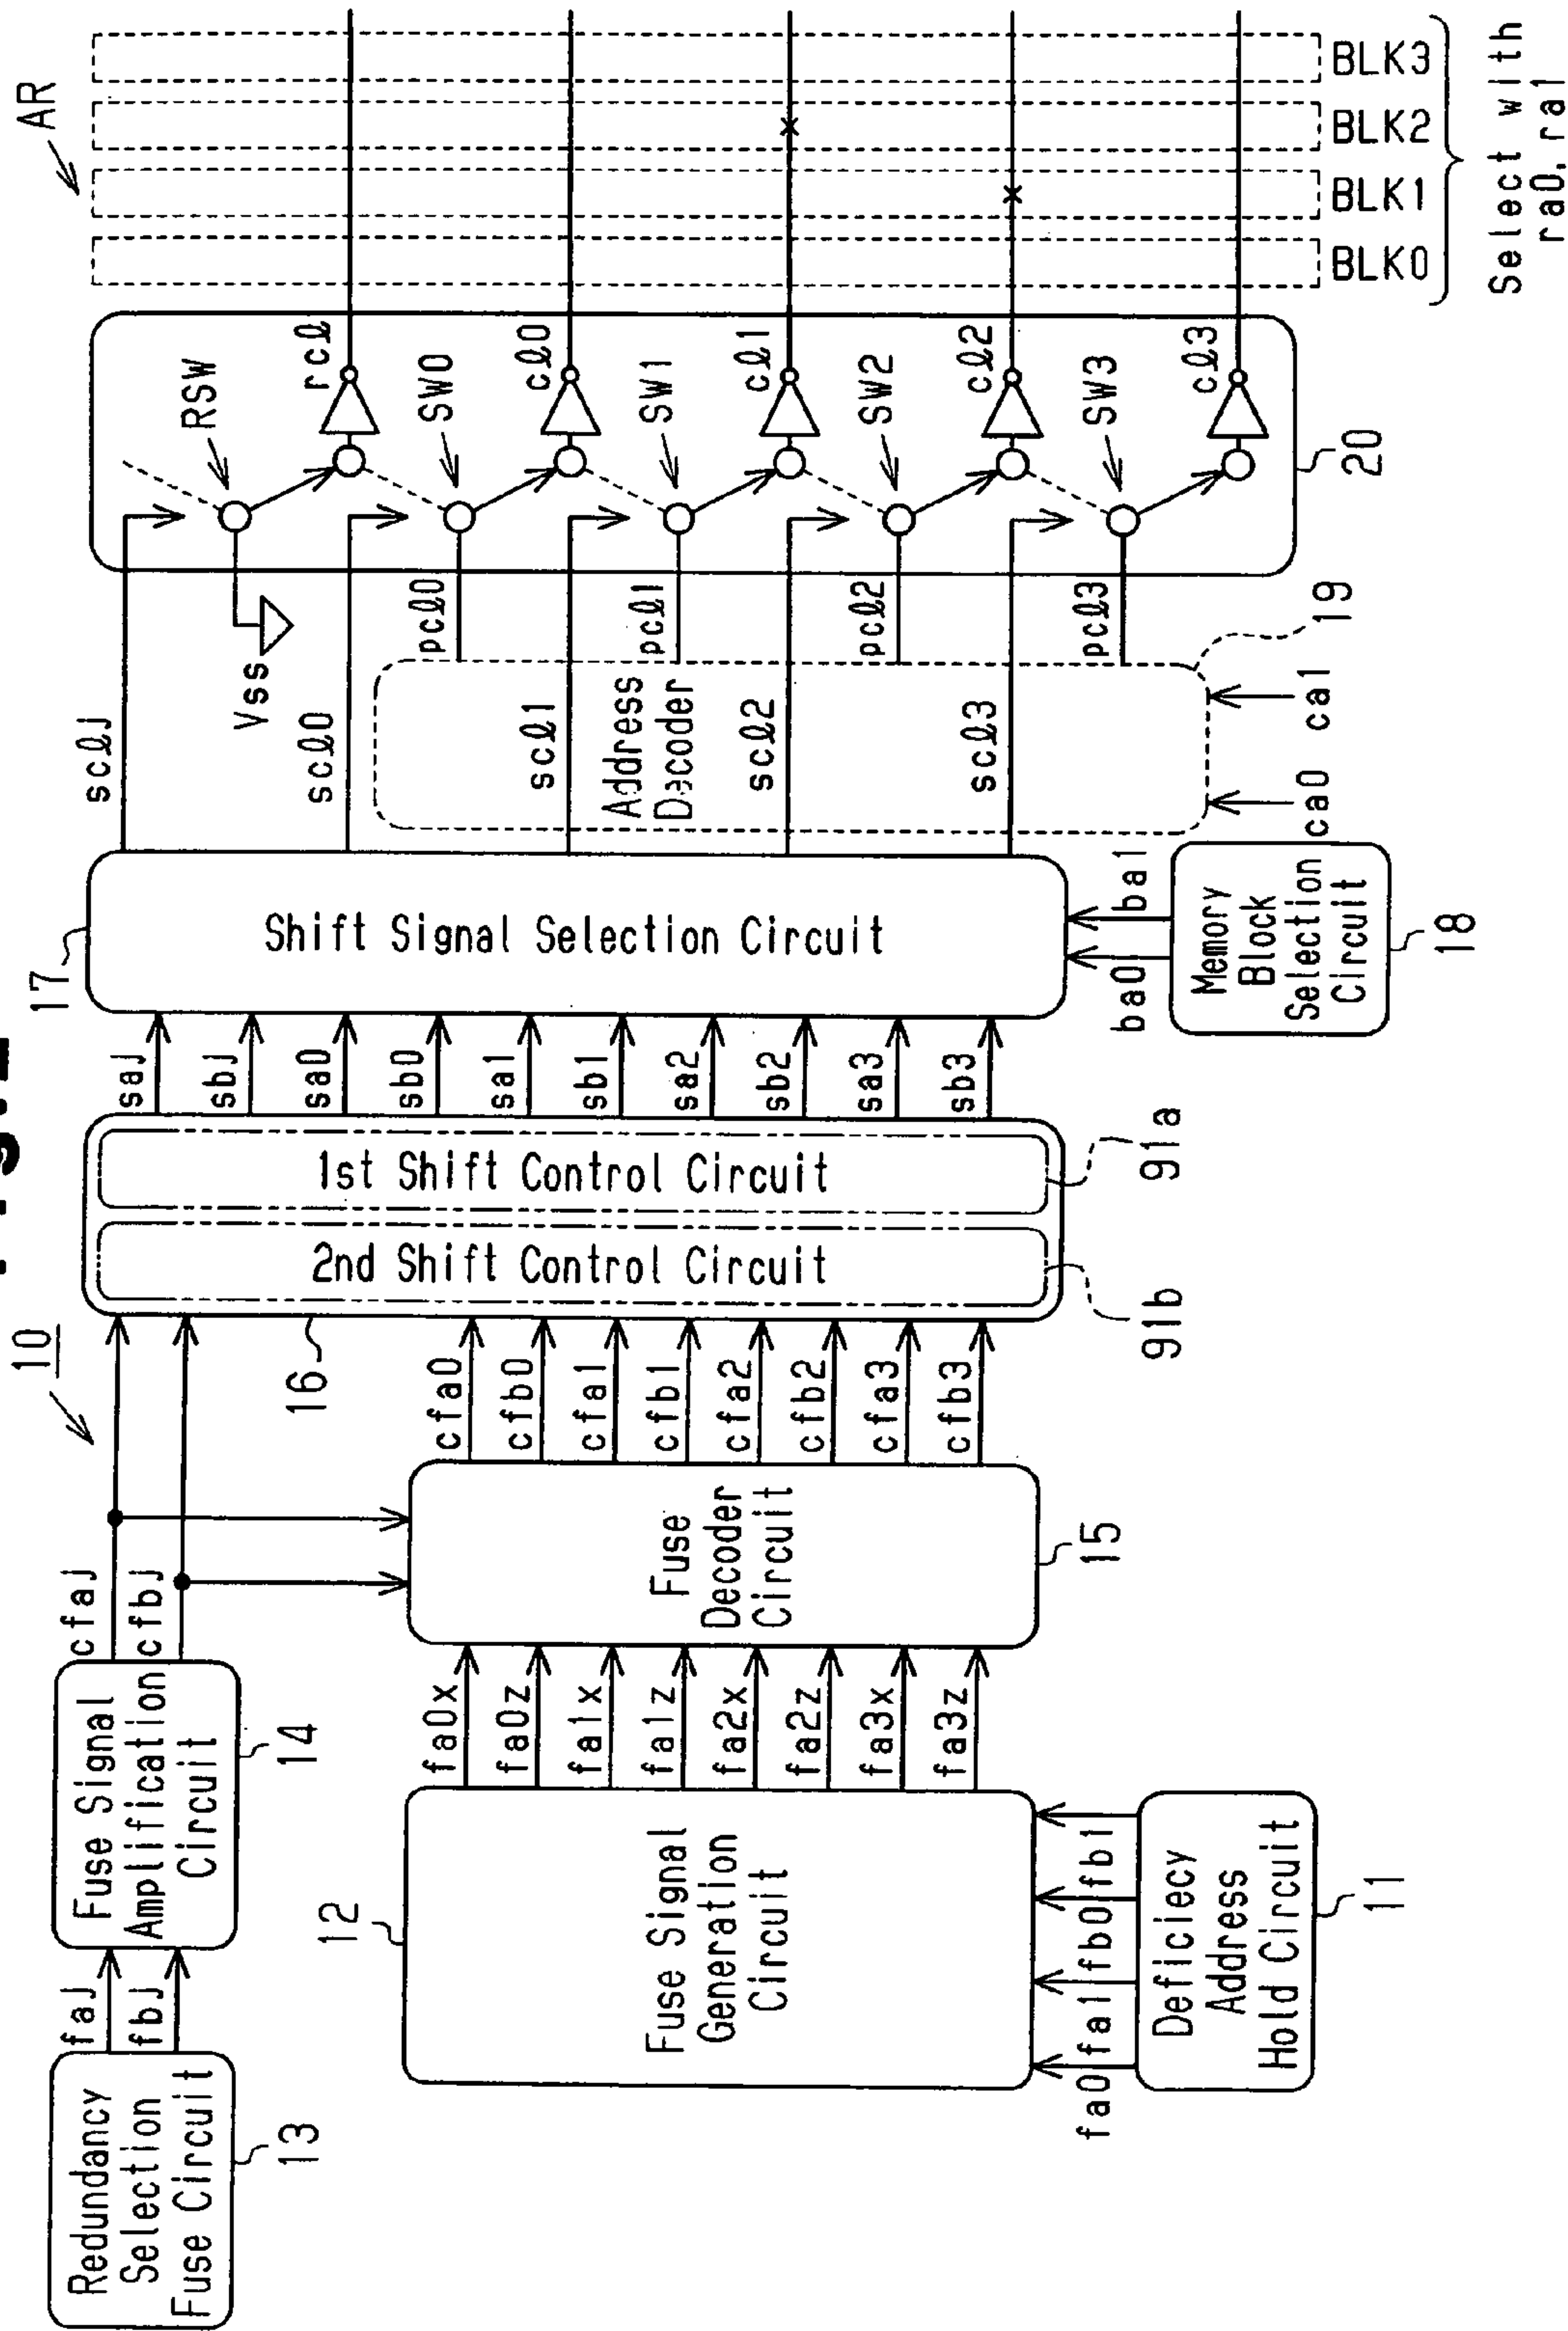 10
AR
Redundancy
Selection
Fuse Circuit
13
faj
fbj
Fuse Signal
Amplification
Circuit
14
cfaj
cfbj
12
Fuse Signal
Generation
Circuit
fa0 fa1 fb0 fb1
Deficiecy
Address
Hold Circuit
11
fa0x
fa0z
fa1x
fa1z
fa2x
fa2z
fa3x
fa3z
Fuse
Decoder
Circuit
15
cfa0
cfb0
cfa1
cfb1
cfa2
cfb2
cfa3
cfb3
16
2nd Shift Control Circuit
1st Shift Control Circuit
91b
91a
saj
sbj
sa0
sb0
sa1
sb1
sa2
sb2
sa3
sb3
17
Shift Signal Selection Circuit
ba0 ba1
Memory
Block
Selection
Circuit
18
sclj
scl0
scl1
scl2
scl3
Vss
Address
Decoder
ca0 ca1
19
pcl0
pcl1
pcl2
pcl3
RSW
SW0
SW1
SW2
SW3
rcl
cl0
cl1
cl2
cl3
20
BLK0
BLK1
BLK2
BLK3
Select with
ra0, ra1